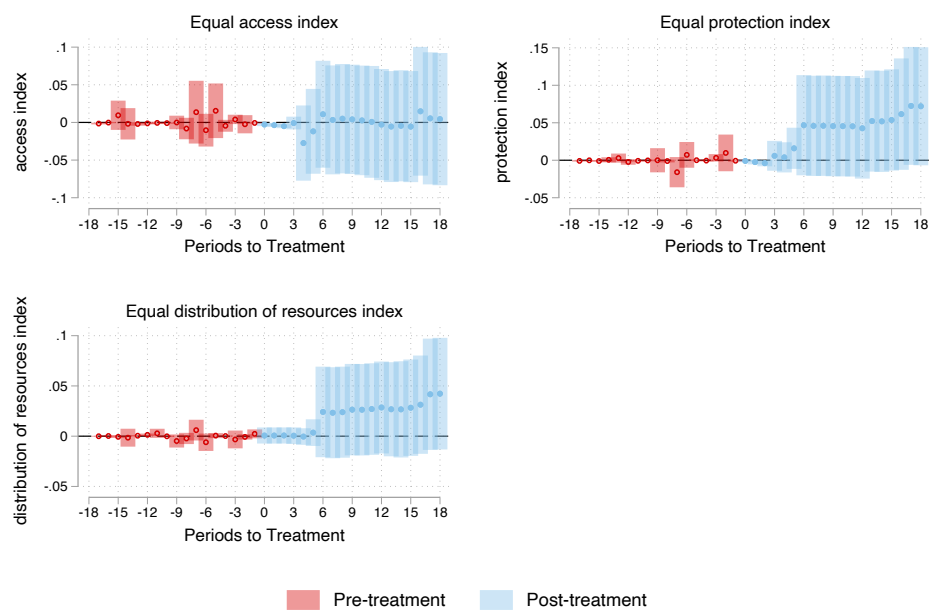 Equal access index
access index
.1
.05
0
-.05
-.1
-18 -15 -12 -9 -6 -3 0 3 6 9 12 15 18
Periods to Treatment
Equal protection index
protection index
.15
.1
.05
0
-.05
-18 -15 -12 -9 -6 -3 0 3 6 9 12 15 18
Periods to Treatment
Equal distribution of resources index
distribution of resources index
.1
.05
0
-.05
-18 -15 -12 -9 -6 -3 0 3 6 9 12 15 18
Periods to Treatment
Pre-treatment Post-treatment